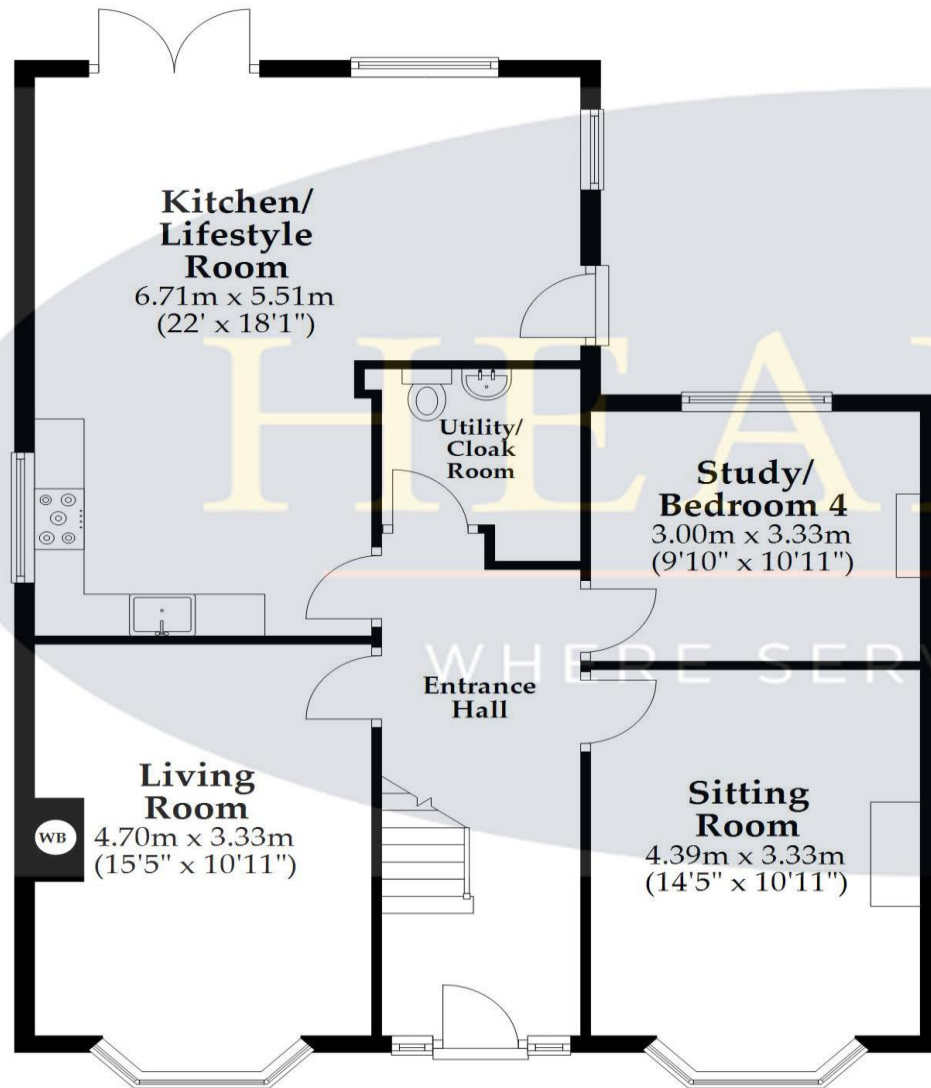 Kitchen/
Lifestyle
Room
6.71m x 5.51m
(22' x 18'1")
Utility/
Cloak
Room
Study/
Bedroom 4
3.00m x 3.33m
(9'10" x 10'11")
Entrance
Hall
Living
Room
4.70m x 3.33m
(15'5" x 10'11")
WB
Sitting
Room
4.39m x 3.33m
(14'5" x 10'11")
HEA
WHERE SERV